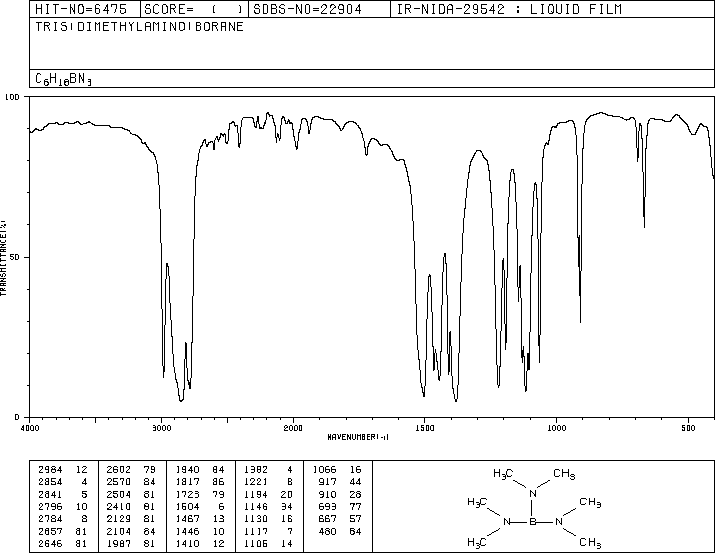 HIT-NO=6475 SCORE= ( ) SDBS-NO=22904 IR-NIDA-29542 : LIQUID FILM
TRIS(DIMETHYLAMINO)BORANE
C6H18BN3
100
50
0
TRANSMITTANCE(%)
4000 3000 2000 1500 1000 500
WAVENUMBER(-1)
2984 12 2602 79 1940 84 1382 4 1066 16
2854 4 2570 84 1817 86 1221 8 917 44
2841 5 2504 81 1723 79 1194 20 910 28
2796 10 2410 81 1504 6 1146 34 693 77
2784 8 2129 81 1467 13 1130 16 667 57
2657 81 2104 84 1446 10 1117 7 480 84
2646 81 1987 81 1410 12 1106 14
H3C CH3
N
H3C CH3
N B N
CH3 CH3